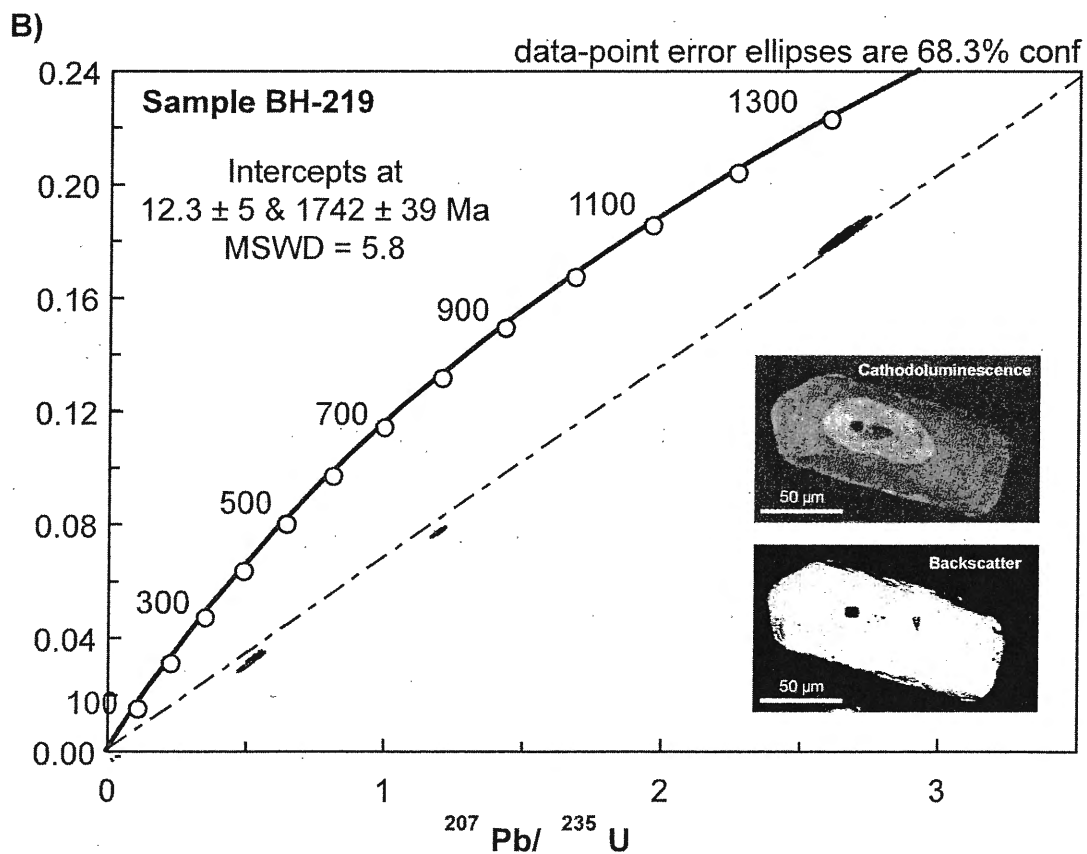 B)
data-point error ellipses are 68.3% conf
0.24
Sample BH-219
1300
Intercepts at
12.3 ± 5 & 1742 ± 39 Ma
MSWD = 5.8
0.20
1100
0.16
900
Cathodoluminescence
0.12
700
50 µm
500
0.08
Backscatter
300
0.04
50 µm
100
0.00
0 1 2 3
207 Pb/ 235 U